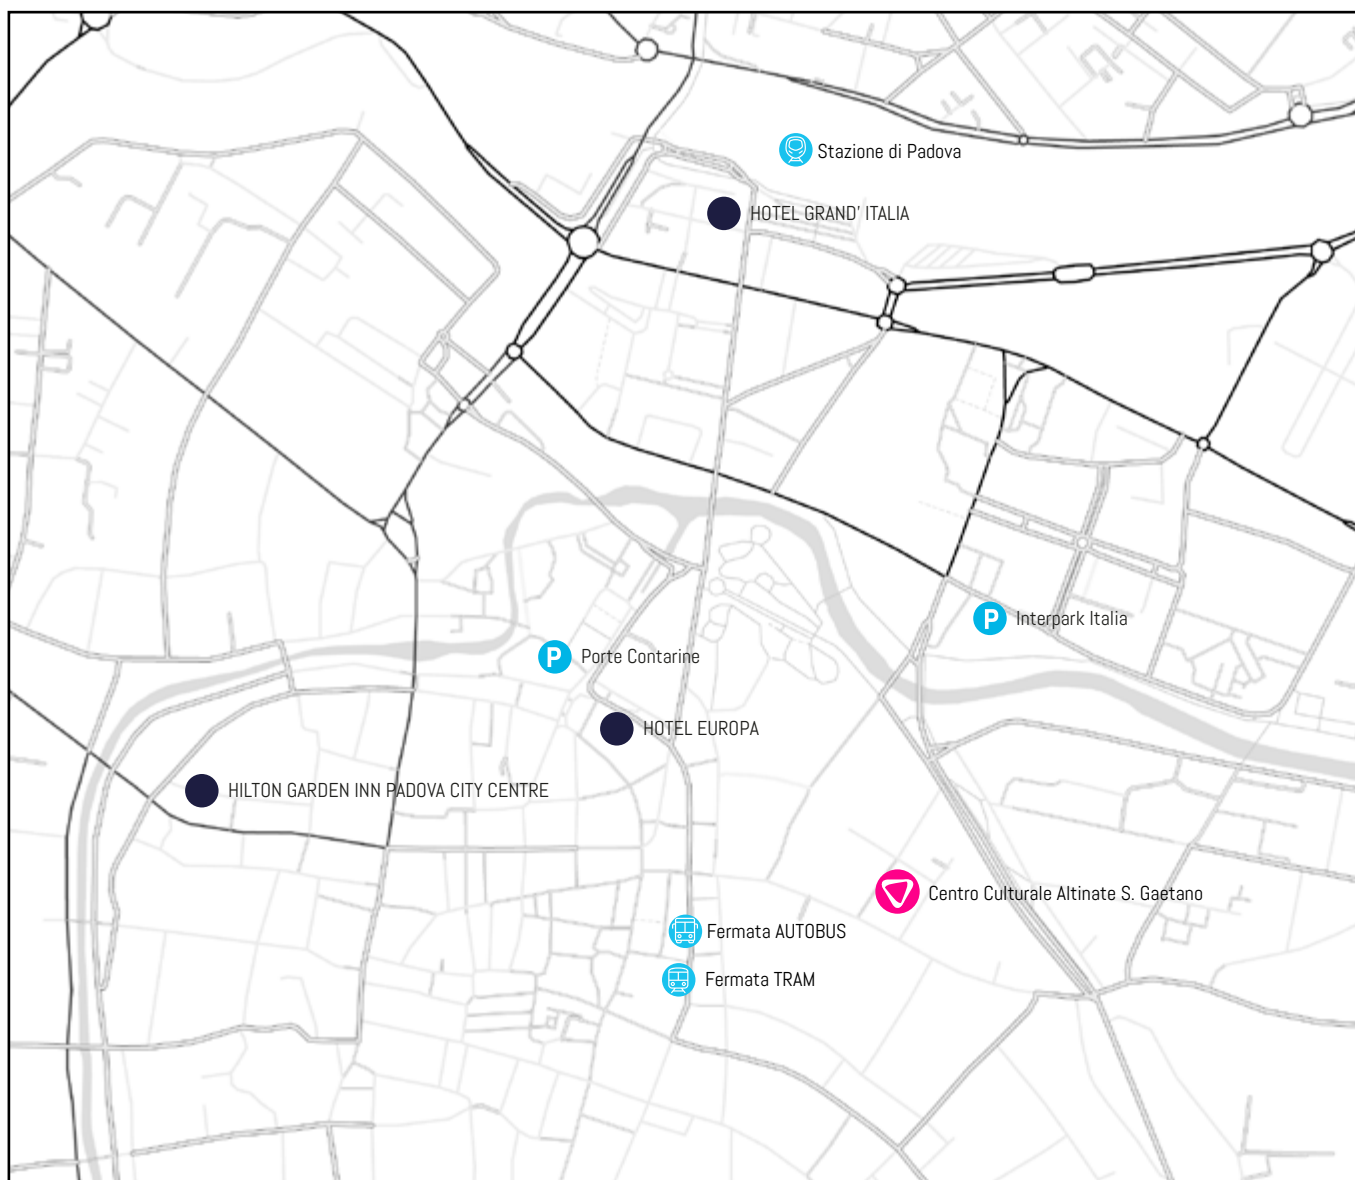 Stazione di Padova
HOTEL GRAND' ITALIA
P Interpark Italia
P Porte Contarine
HOTEL EUROPA
HILTON GARDEN INN PADOVA CITY CENTRE
Centro Culturale Altinate S. Gaetano
Fermata AUTOBUS
Fermata TRAM